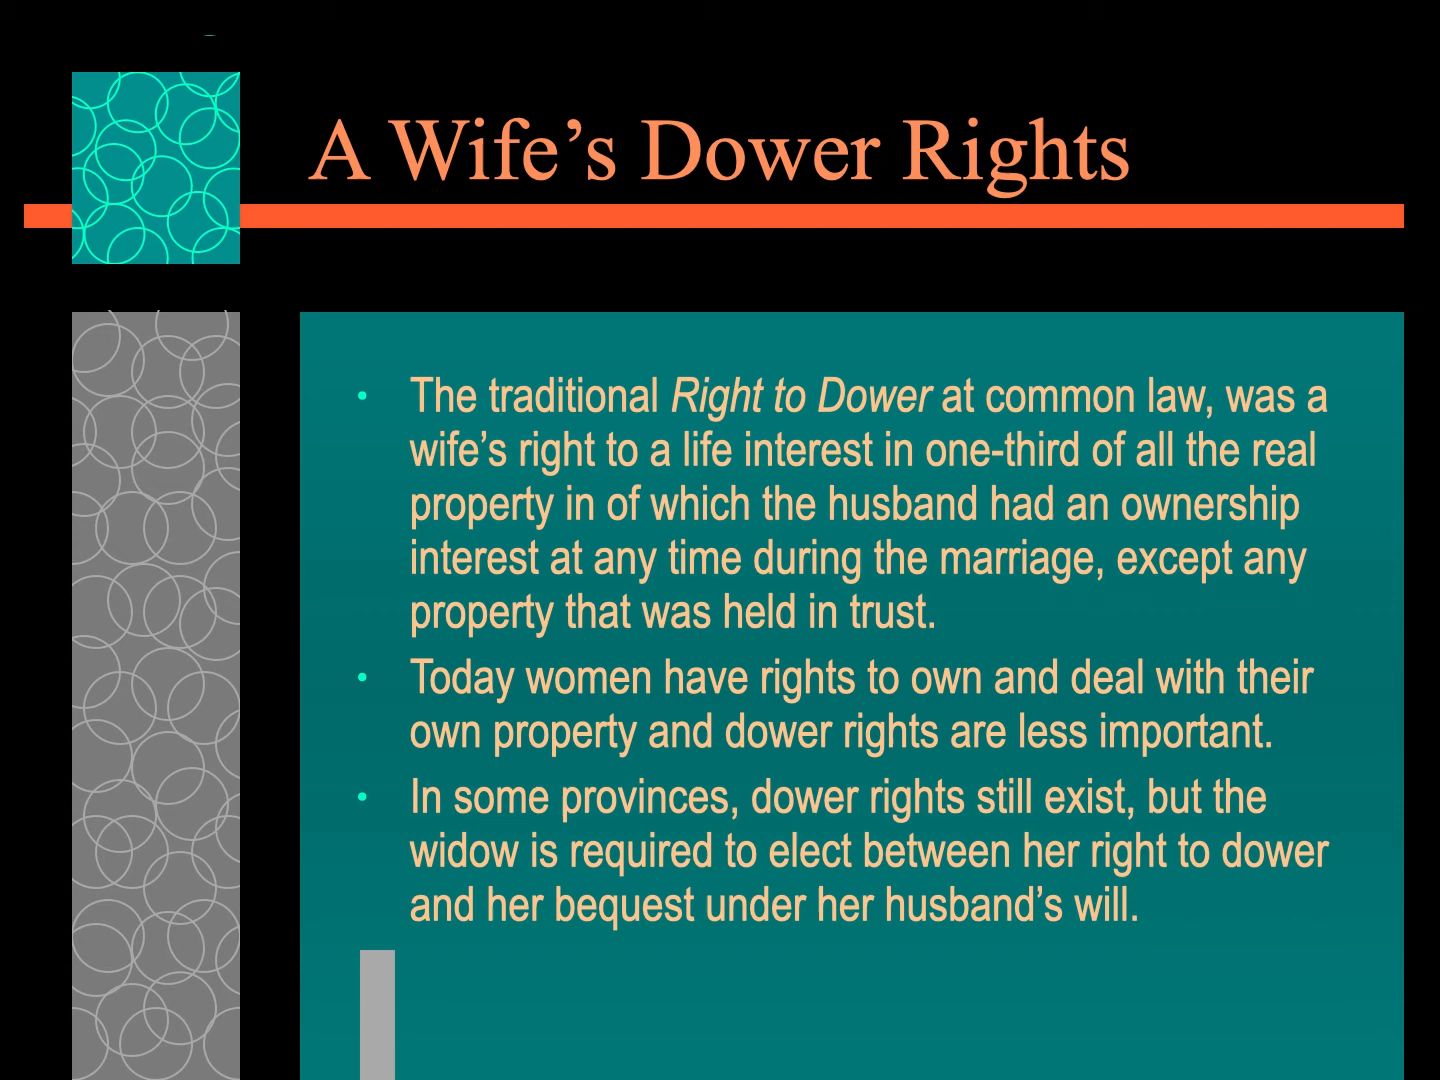 A Wife’s Dower Rights
• The traditional Right to Dower at common law, was a
wife’s right to a life interest in one-third of all the real
property in of which the husband had an ownership
interest at any time during the marriage, except any
property that was held in trust.
• Today women have rights to own and deal with their
own property and dower rights are less important.
• In some provinces, dower rights still exist, but the
widow is required to elect between her right to dower
and her bequest under her husband’s will.